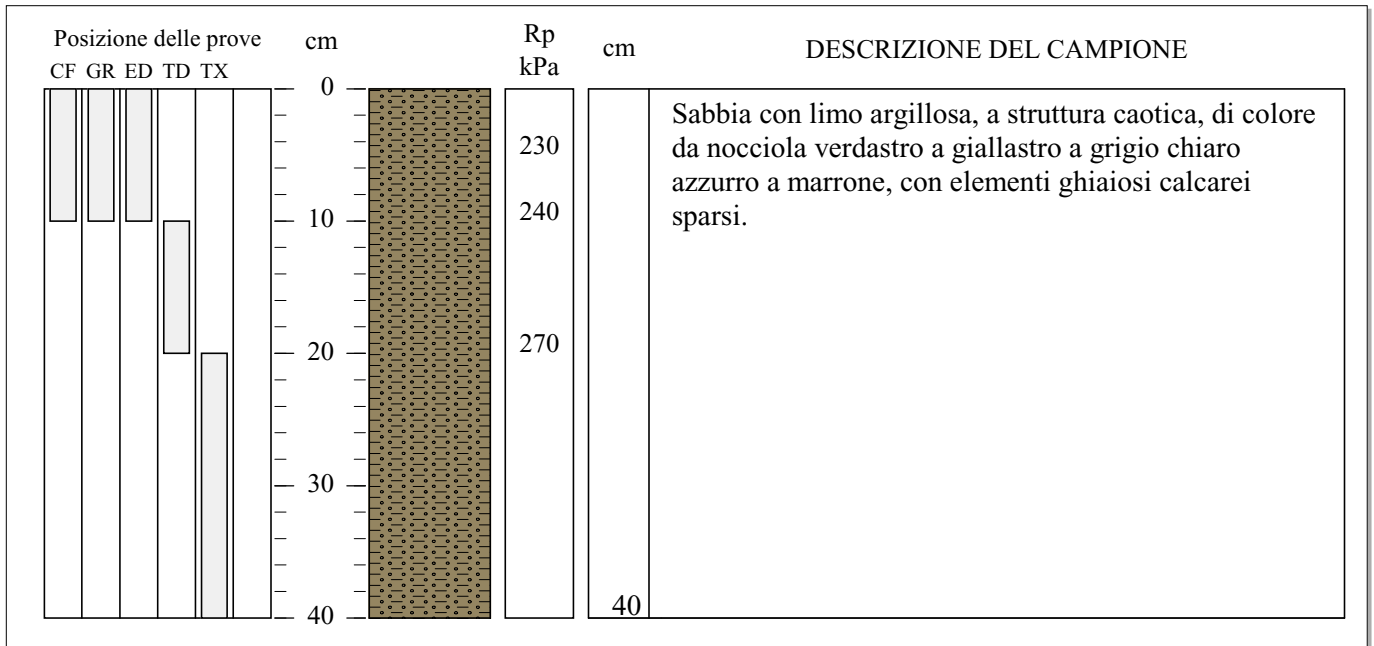 Posizione delle prove
CF GR ED TD TX
cm
Rp
kPa
cm
DESCRIZIONE DEL CAMPIONE
0
10
20
30
40
230
240
270
40
Sabbia con limo argillosa, a struttura caotica, di colore
da nocciola verdastro a giallastro a grigio chiaro
azzurro a marrone, con elementi ghiaiosi calcarei
sparsi.